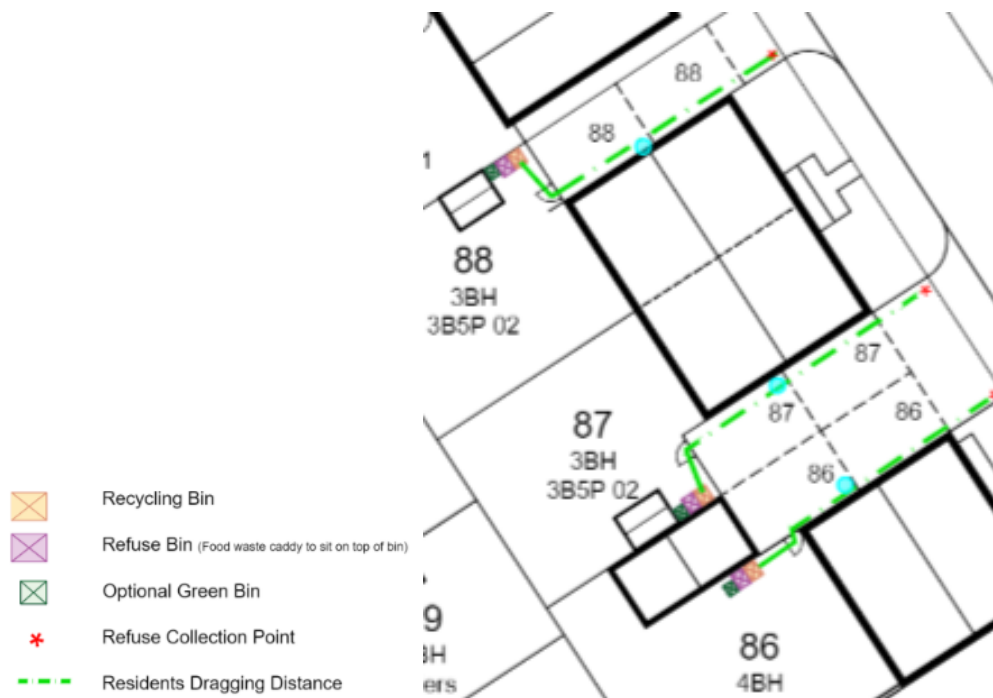 88
88
88
3BH
3B5P 02
87
87
87
3BH
3B5P 02
86
86
86
4BH
9
Recycling Bin
Refuse Bin (Food waste caddy to sit on top of bin)
Optional Green Bin
Refuse Collection Point
Residents Dragging Distance